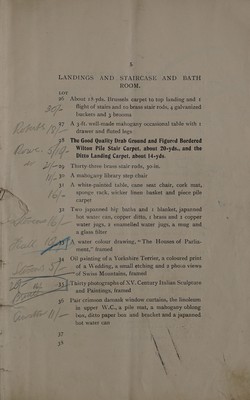 5
LANDINGS AND STAIRCASE AND BATH
ROOM.
LOT
26 About 18 yds. Brussels carpet to top landing and 1
flight of stairs and 10 brass stair rods, 4 galvanized
buckets and 3 brooms
27 A 3-ft. well made mahogany occasional table with 1
drawer and fluted legs
28 The Good Quality Drab Ground and Figured Bordered
Wilton Pile Stair Carpet, about 20-yds., and the
Ditto Landing Carpet, about 14-yds.
29 Thirty-three brass stair-rods, 30-in.
30 A mahogany library step chair
31 A white painted table, cane seat chair, cork mat,
sponge rack, wicker linen basket and piece pile
carpet
32 Two japanned hip baths and 1 blanket, japanned
hot water can, copper ditto, 1 brass and 2 copper
water jugs, 2 enamelled water jugs, a mug and
a glass filter
33 A water colour drawing, "The Houses of Parlia-
ment," framed
34 Oil painting of a Yorkshire Terrier, a coloured print
of a Wedding, a small etching and 2 photo views
of Swiss Mountains, framed
35 Thirty photographs of XV. Century Italian Sculpture
and Paintings, framed
36 Pair crimson damask window curtains, the linoleum
in upper W.C., a pile mat, a mahogany oblong
box, ditto paper box and bracket and a japanned
hot water can
37
38